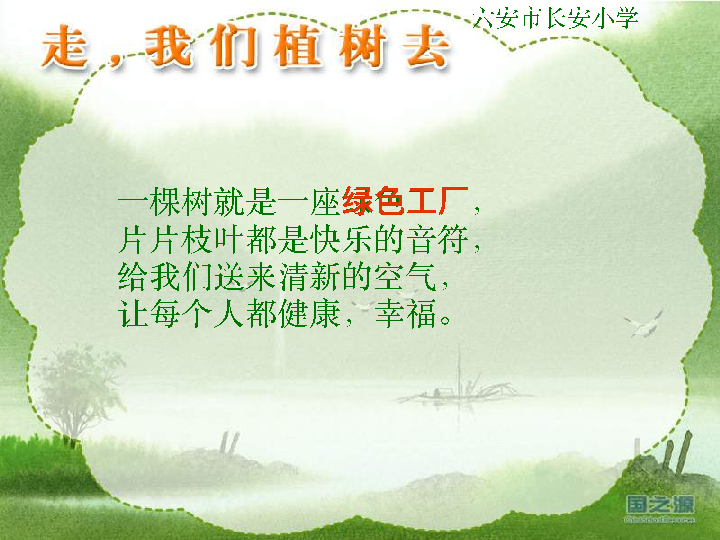 六安市长安小学
走，我们植树去
一棵树就是一座绿色工厂，
片片枝叶都是快乐的音符，
给我们送来清新的空气，
让每个人都健康，幸福。
国之源